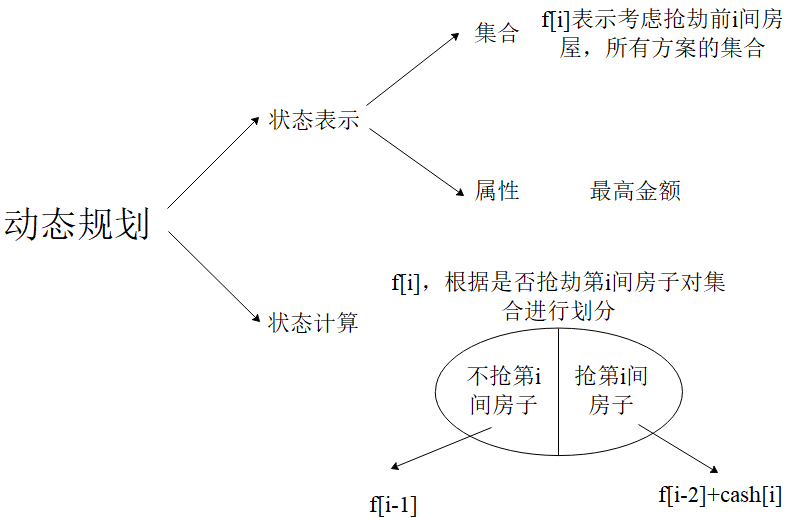 集合
f[i]表示考虑抢劫前i间房
屋，所有方案的集合
状态表示
属性
最高金额
动态规划
f[i]，根据是否抢劫第i间房子对集
合进行划分
状态计算
不抢第i
间房子
抢第i间
房子
f[i-1]
f[i-2]+cash[i]